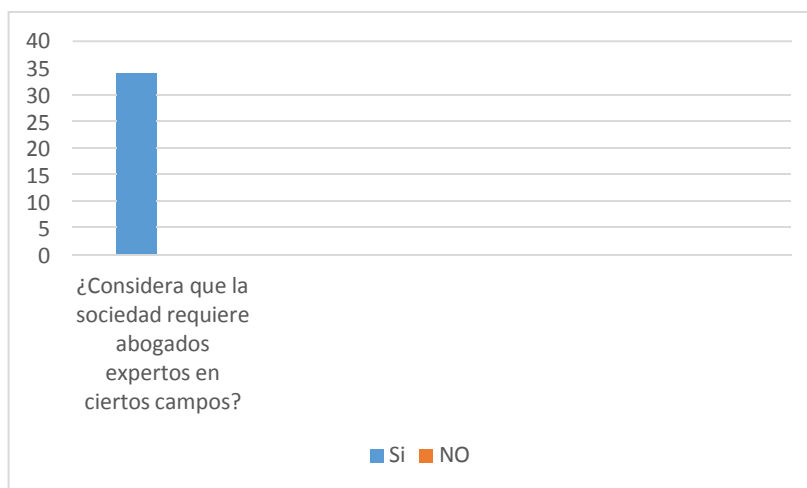 40
35
30
25
20
15
10
5
0
¿Considera que la
sociedad requiere
abogados
expertos en
ciertos campos?
Si NO